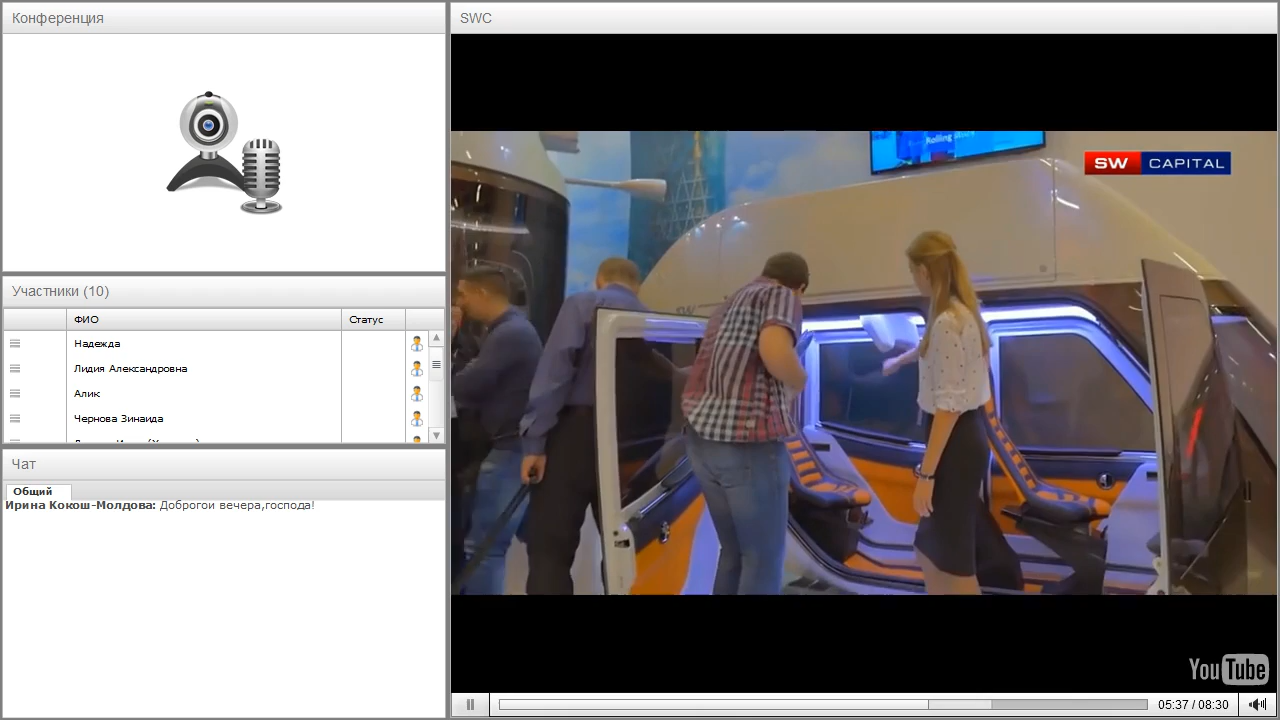 Конференция
SWC
SW CAPITAL
Участники (10)
ФИО
Статус
Надежда
Лидия Александровна
Алик
Чернова Зинаида
Чат
Общий
Ирина Кокош-Молдова: Доброгои вечера,господа!
YouTube
05:37 / 08:30